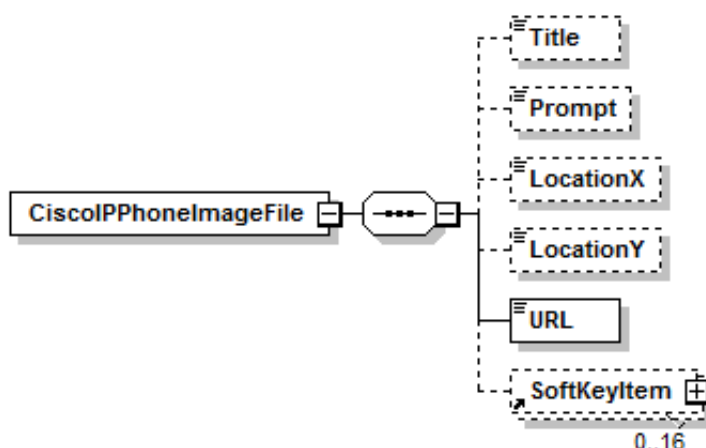 Title
Prompt
LocationX
CiscoIPPhoneImageFile
LocationY
URL
SoftKeyItem
0..16